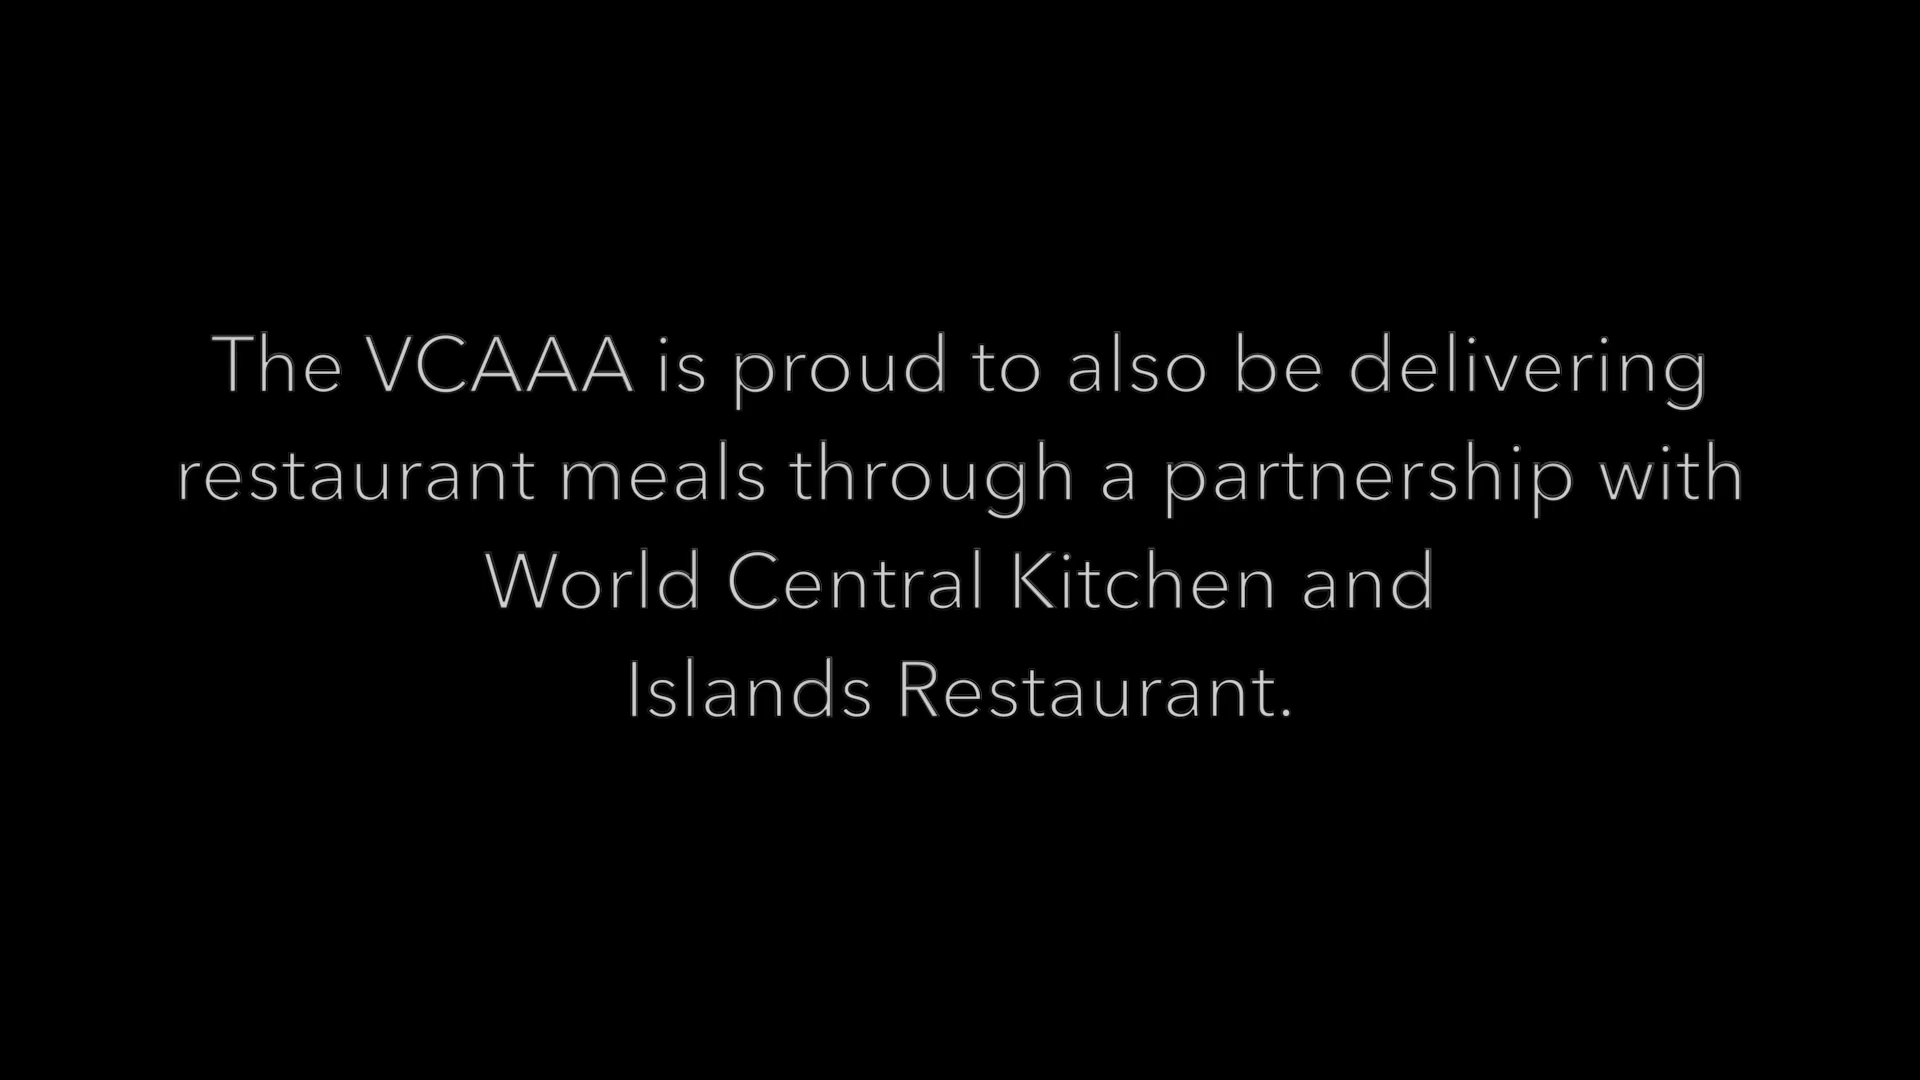 The VCAAA is proud to also be delivering
restaurant meals through a partnership with
World Central Kitchen and
Islands Restaurant.